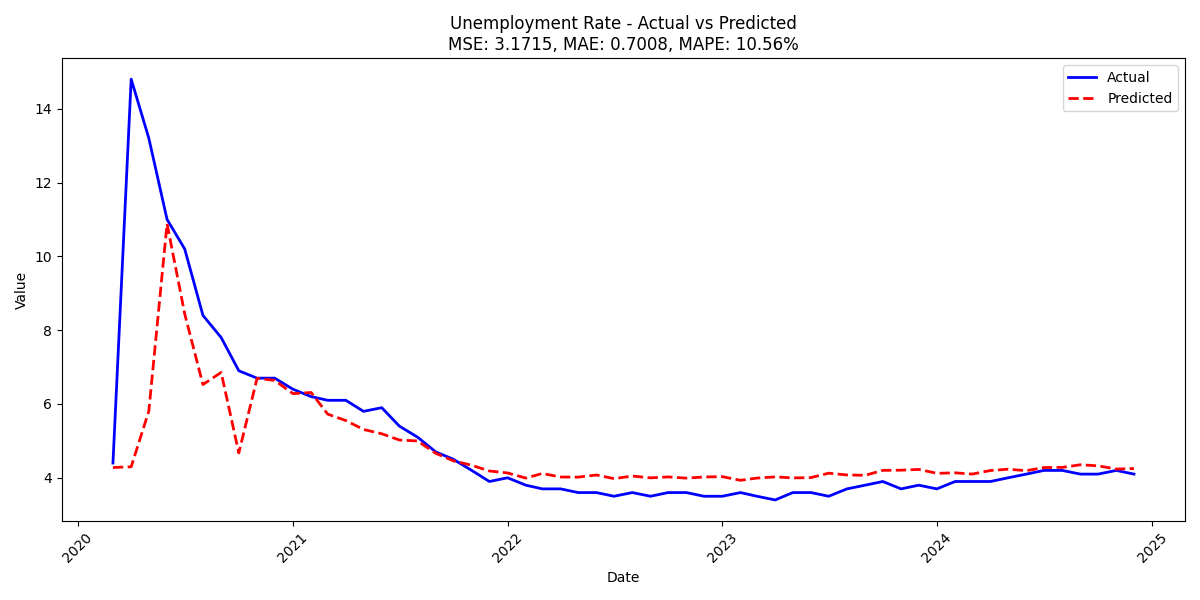 Unemployment Rate - Actual vs Predicted
MSE: 3.1715, MAE: 0.7008, MAPE: 10.56%
Actual
Predicted
Value
14
12
10
8
6
4
2020
2021
2022
2023
2024
2025
Date